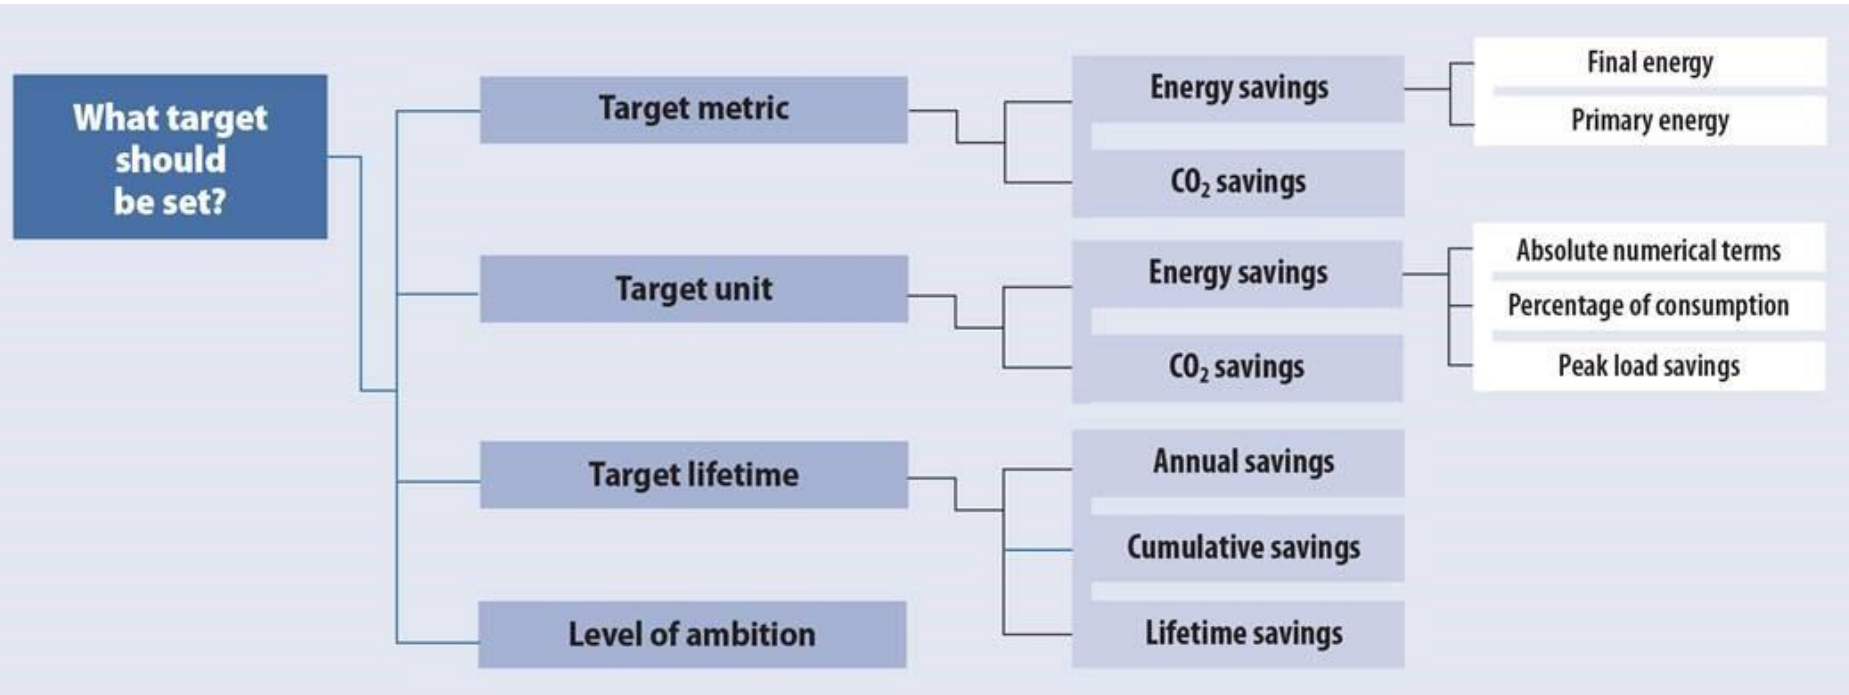 What target
should
be set?
Target metric
Energy savings
Final energy
Primary energy
CO₂ savings
Target unit
Energy savings
Absolute numerical terms
Percentage of consumption
Peak load savings
CO₂ savings
Target lifetime
Annual savings
Cumulative savings
Lifetime savings
Level of ambition